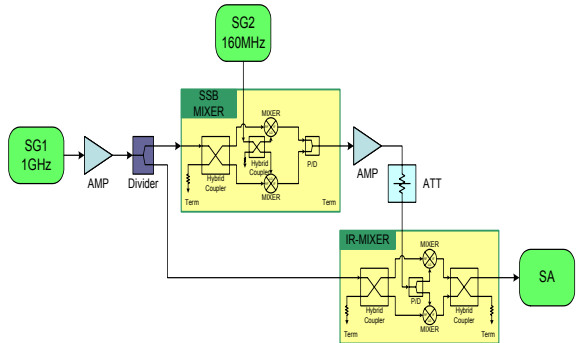 SG2
160MHz
SSB
MIXER
MIXER
SG1
1GHz
AMP
Divider
Hybrid
Coupler
Hybrid
Coupler
P/D
MIXER
Term
Term
AMP
ATT
IR-MIXER
MIXER
P/D
Hybrid
Coupler
MIXER
Hybrid
Coupler
Term
Term
SA